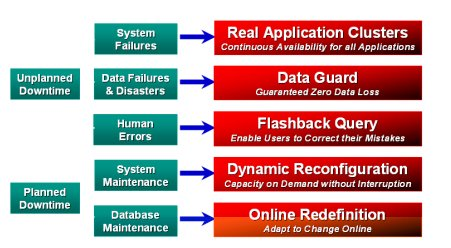 System
Failures
Real Application Clusters
Continuous Availability for all Applications
Unplanned
Downtime
Data Failures
& Disasters
Data Guard
Guaranteed Zero Data Loss
Human
Errors
Flashback Query
Enable Users to Correct their Mistakes
Planned
Downtime
System
Maintenance
Dynamic Reconfiguration
Capacity on Demand without Interruption
Database
Maintenance
Online Redefinition
Adapt to Change Online